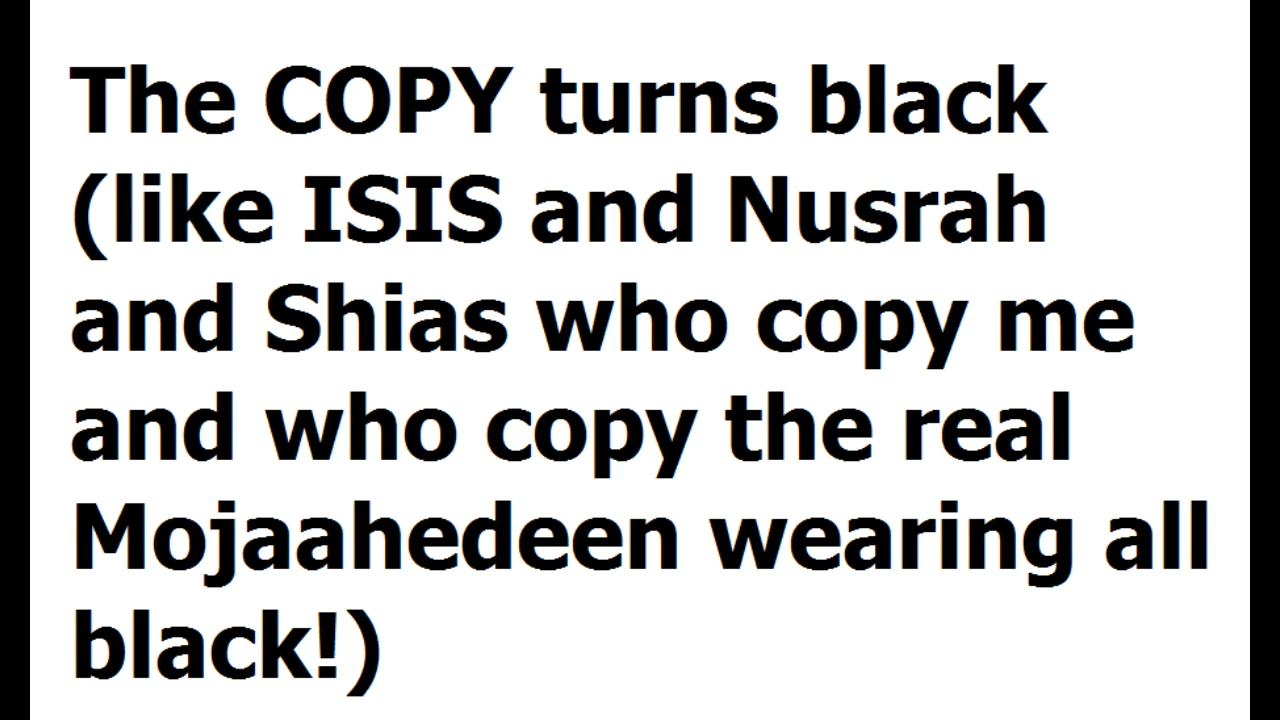 The COPY turns black
(like ISIS and Nusrah
and Shias who copy me
and who copy the real
Mojaahedeen wearing all
black!)